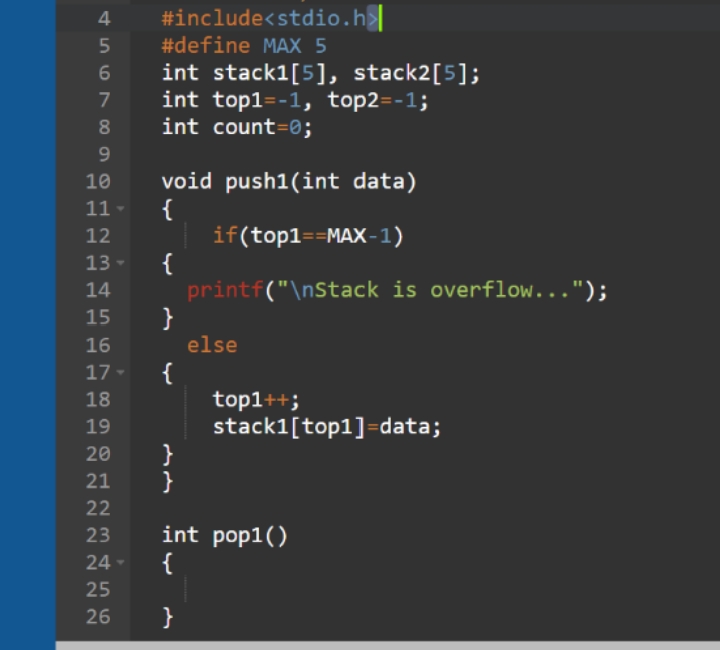 4 #include<stdio.h>
5 #define MAX 5
6 int stack1[5], stack2[5];
7 int top1=-1, top2=-1;
8 int count=0;
9
10 void push1(int data)
11 {
12 if(top1==MAX-1)
13 {
14 printf("\nStack is overflow...");
15 }
16 else
17 {
18 top1++;
19 stack1[top1]=data;
20 }
21 }
22
23 int pop1()
24 {
25
26 }